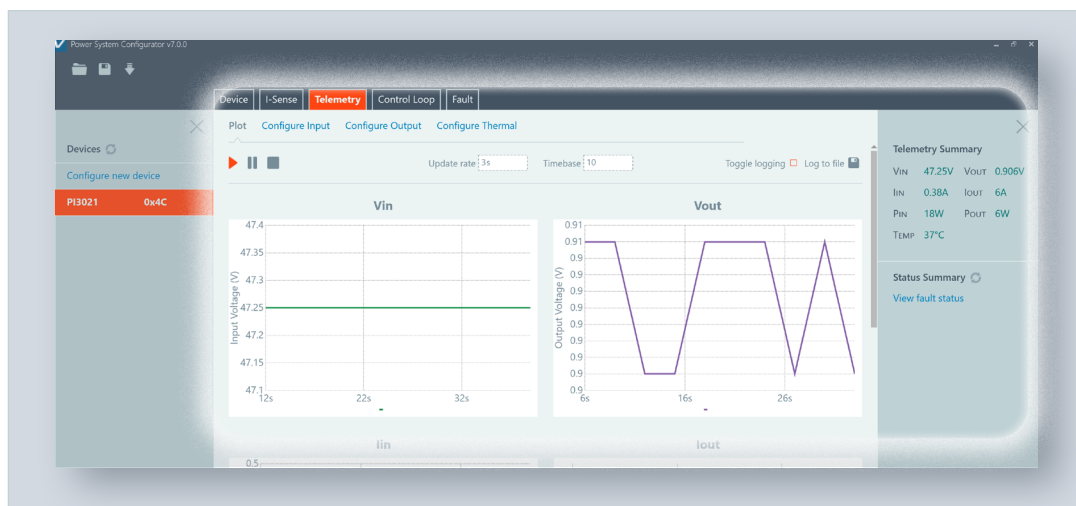 Power System Configurator v7.0.0
Device I-Sense Telemetry Control Loop Fault
Plot Configure Input Configure Output Configure Thermal
Devices
Configure new device
PI3021 0x4C
Update rate 3s Timebase 10 Toggle logging Log to file
Vin
47.4
47.35
47.3
47.25
47.2
47.15
47.1
Input Voltage (V)
12s 22s 32s
Vout
0.91
0.91
0.9
0.9
0.9
0.9
0.9
0.9
0.9
0.9
0.9
Output Voltage (V)
6s 16s 26s
Iin
0.5
Iout
Telemetry Summary
VIN 47.25V VOUT 0.906V
IIN 0.38A IOUT 6A
PIN 18W POUT 6W
TEMP 37°C
Status Summary
View fault status